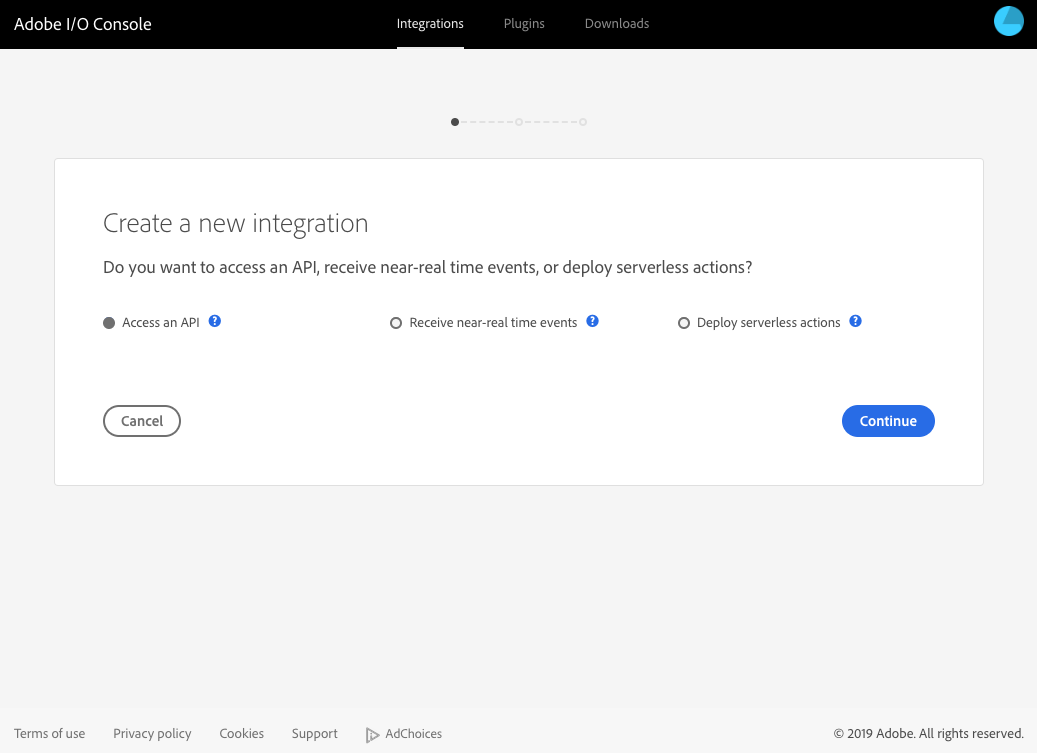 Adobe I/O Console
Integrations
Plugins
Downloads
Create a new integration
Do you want to access an API, receive near-real time events, or deploy serverless actions?
Access an API ?
Receive near-real time events ?
Deploy serverless actions ?
Cancel
Continue
Terms of use
Privacy policy
Cookies
Support
AdChoices
© 2019 Adobe. All rights reserved.